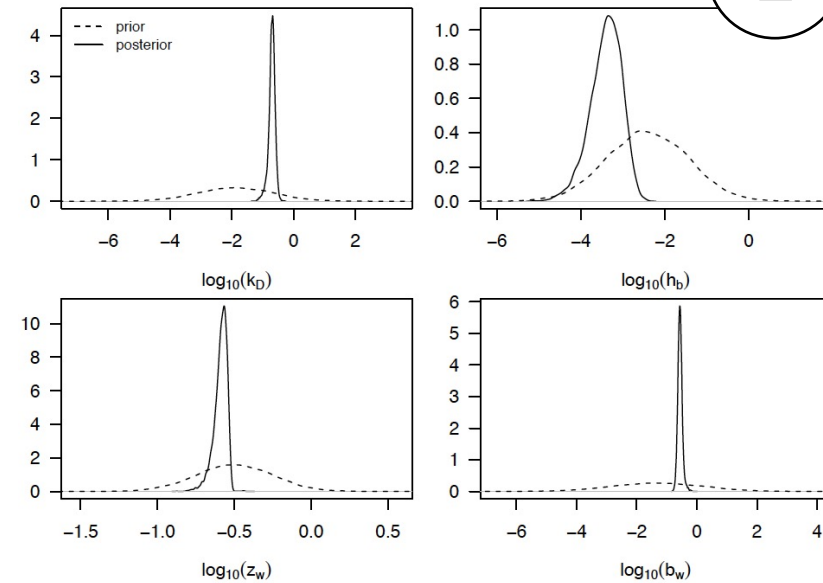 prior
posterior
4
3
2
1
0
−6 −4 −2 0 2
log10(kD)
1.0
0.8
0.6
0.4
0.2
0.0
−6 −4 −2 0
log10(hb)
10
8
6
4
2
0
−1.5 −1.0 −0.5 0.0 0.5
log10(zw)
6
5
4
3
2
1
0
−6 −4 −2 0 2 4
log10(bw)